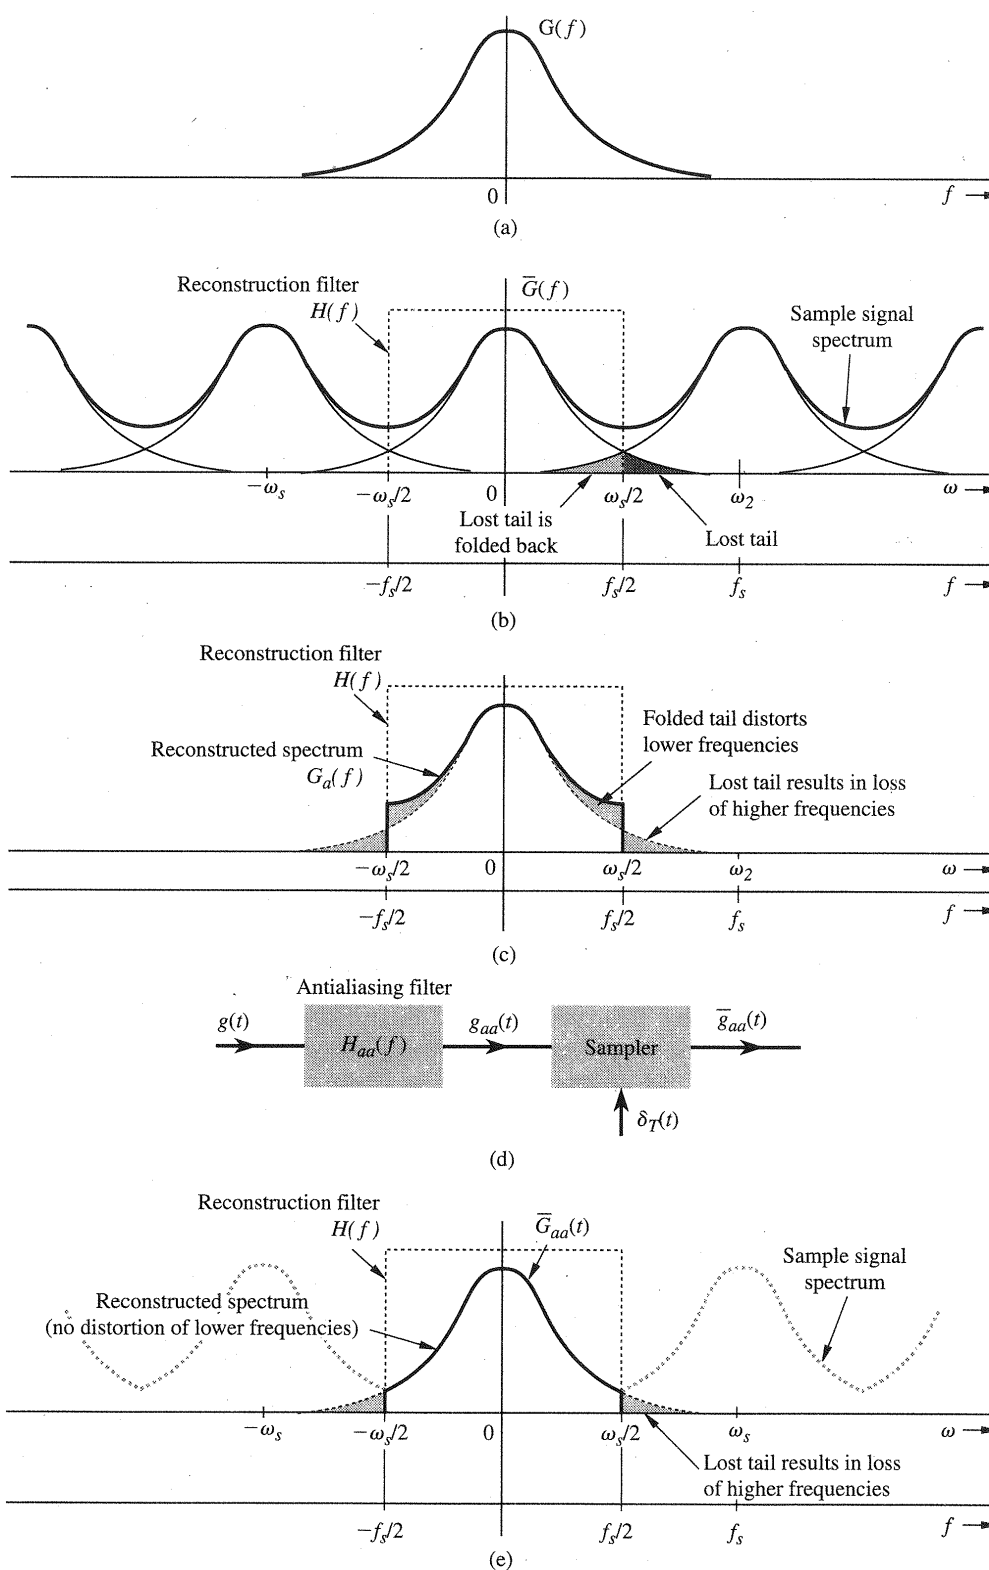 G(f)
0
f
(a)
Reconstruction filter
H(f)
G̅(f)
Sample signal
spectrum
−ωs
−ωs/2
0
ωs/2
ω2
ω
Lost tail is
folded back
Lost tail
−fs/2
fs/2
fs
f
(b)
Reconstruction filter
H(f)
Reconstructed spectrum
Ga(f)
Folded tail distorts
lower frequencies
Lost tail results in loss
of higher frequencies
−ωs/2
0
ωs/2
ω2
ω
−fs/2
fs/2
fs
f
(c)
Antialiasing filter
g(t)
Haa(f)
gaa(t)
Sampler
g̅aa(t)
δT(t)
(d)
Reconstruction filter
H(f)
G̅aa(t)
Sample signal
spectrum
Reconstructed spectrum
(no distortion of lower frequencies)
−ωs
−ωs/2
0
ωs/2
ωs
ω
Lost tail results in loss
of higher frequencies
−fs/2
0
fs/2
fs
f
(e)